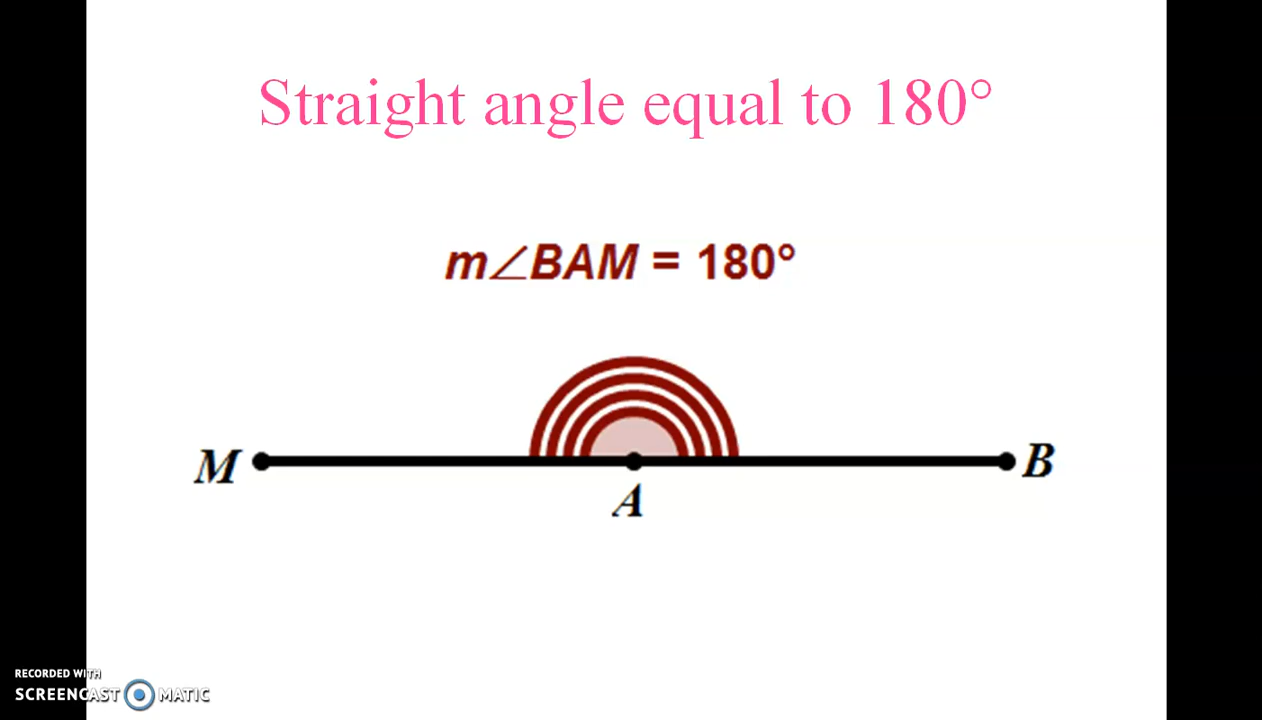 Straight angle equal to 180°
m∠BAM = 180°
M
B
A
RECORDED WITH
SCREENCAST MATIC